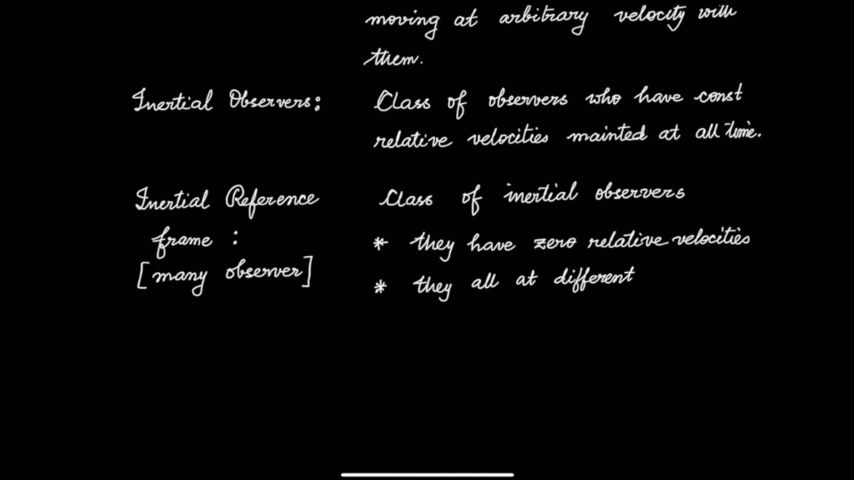 moving at arbitrary velocity with
them.
Inertial Observers: Class of observers who have const
relative velocities mainted at all time.
Inertial Reference Class of inertial observers
frame : * they have zero relative velocities
[many observer] * they all at different